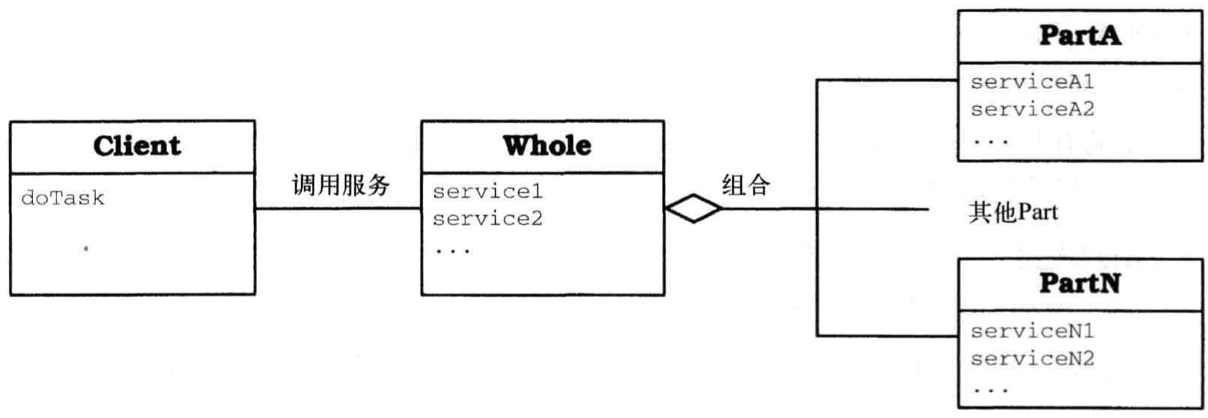 Client
doTask
调用服务
Whole
service1
service2
...
组合
PartA
serviceA1
serviceA2
...
其他Part
PartN
serviceN1
serviceN2
...